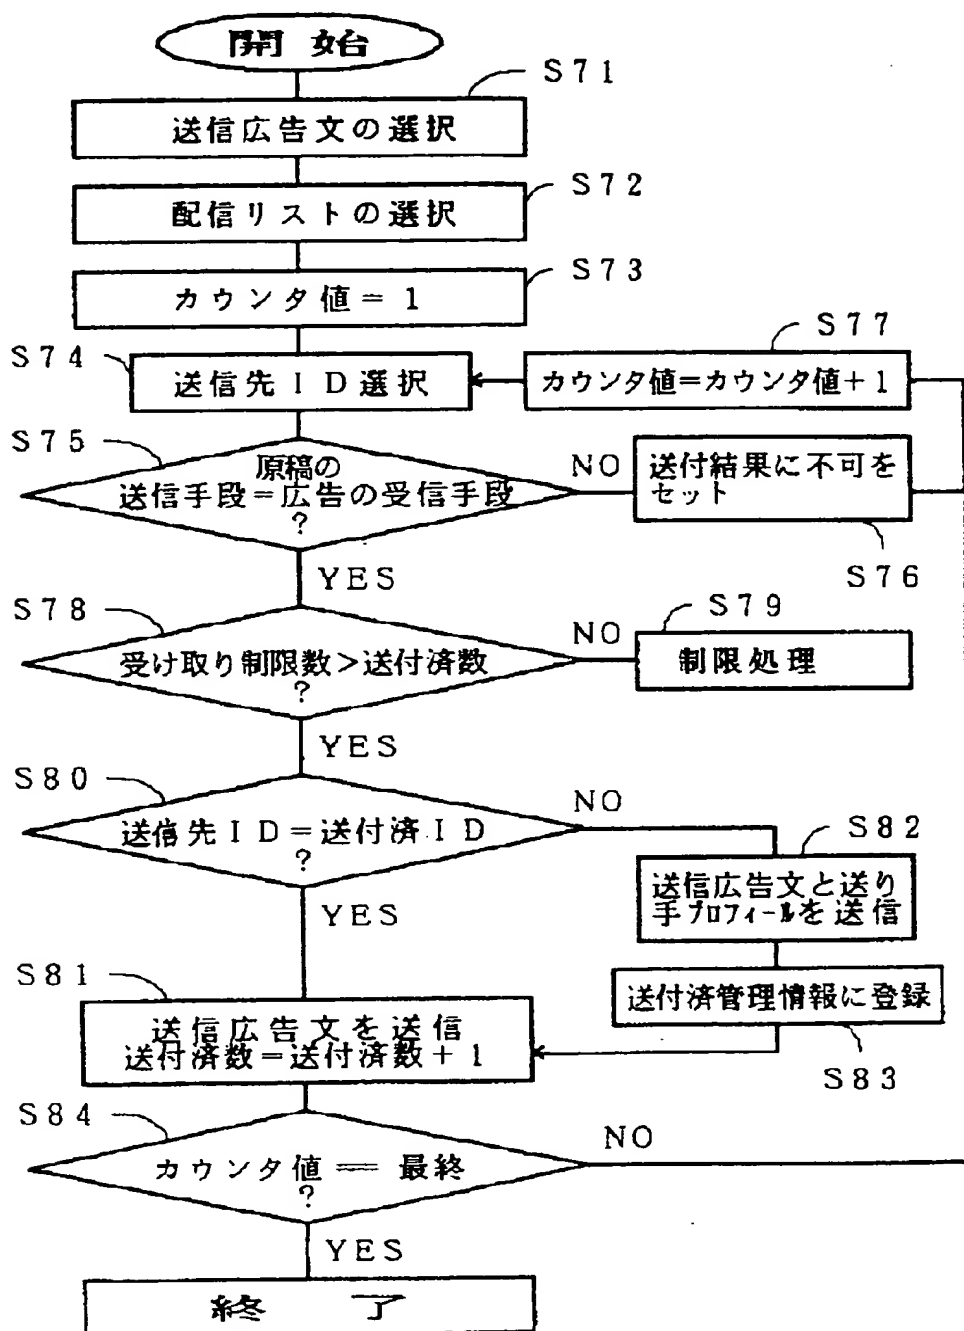 開始
S71
送信広告文の選択
S72
配信リストの選択
S73
カウンタ値=1
S77
S74
送信先ID選択
カウンタ値=カウンタ値+1
S75
原稿の
送信手段=広告の受信手段
?
NO
送付結果に不可を
セット
S76
YES
S78
受け取り制限数>送付済数
?
NO
S79
制限処理
YES
S80
送信先ID=送付済ID
?
NO
S82
送信広告文と送り
手プロフィールを送信
YES
S81
送信広告文を送信
送付済数=送付済数+1
送付済管理情報に登録
S83
S84
カウンタ値==最終
?
NO
YES
終了